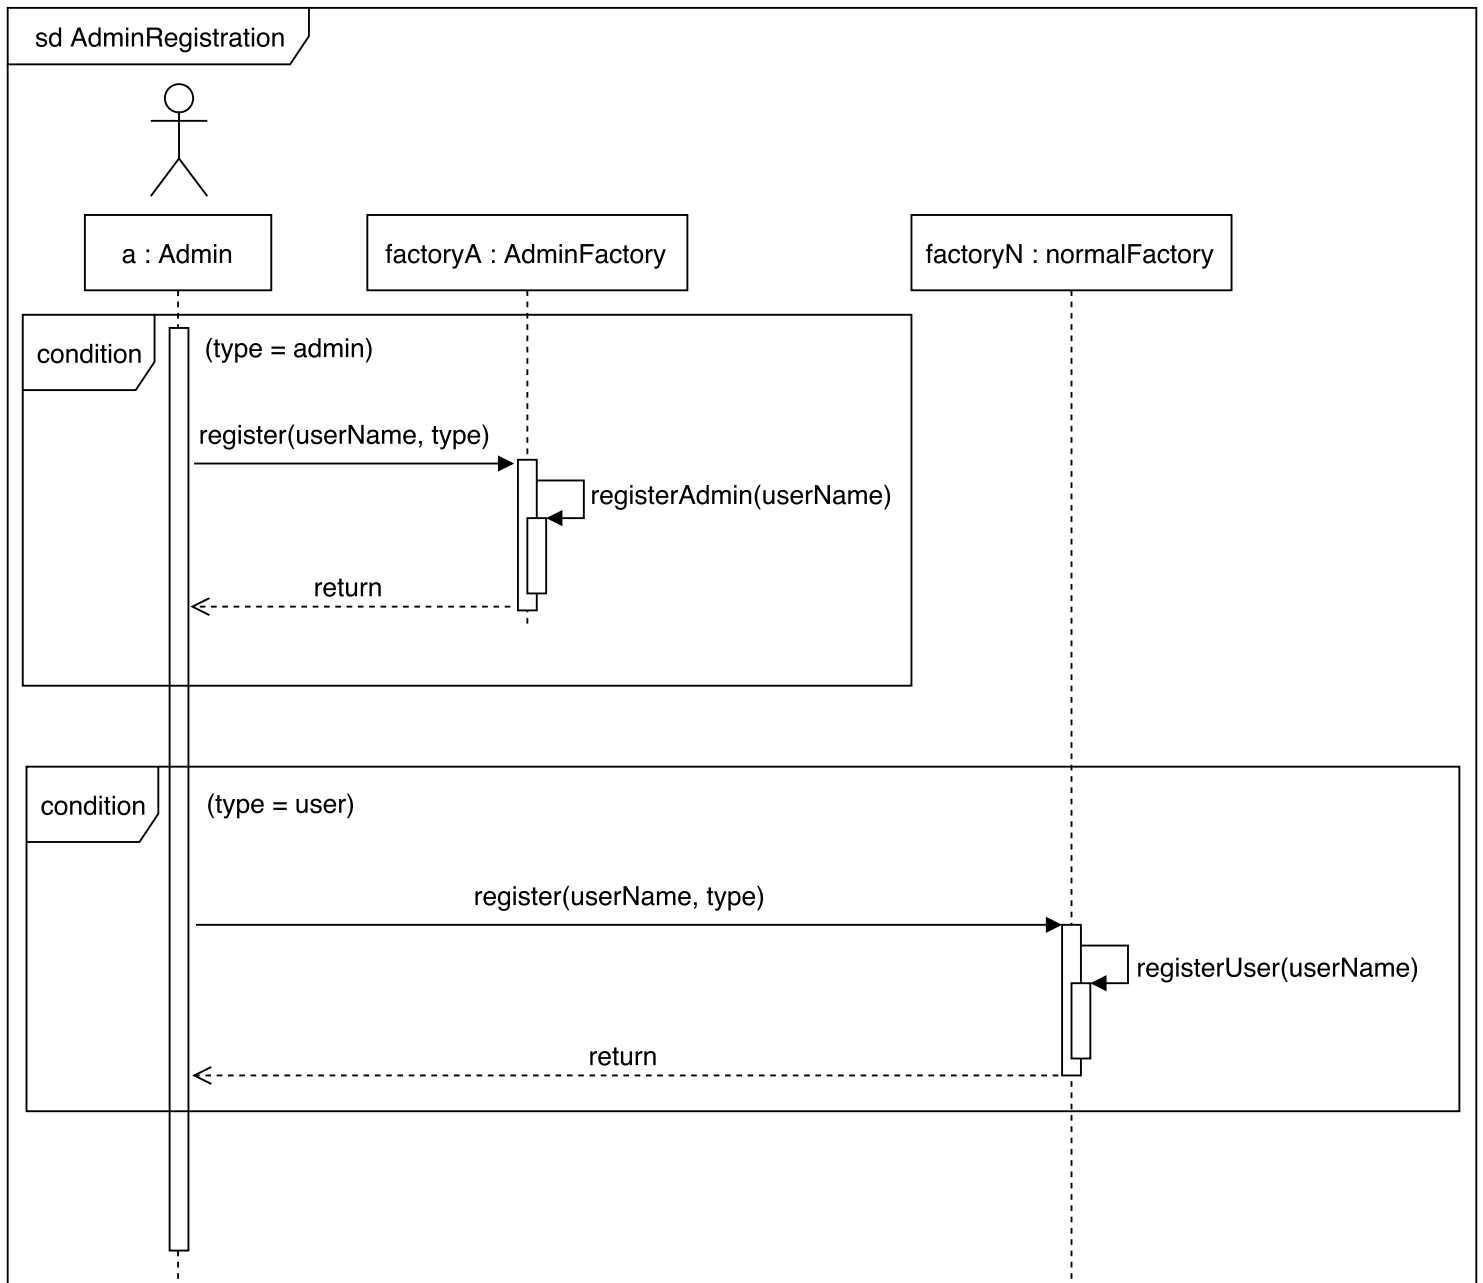 sd AdminRegistration
a : Admin
factoryA : AdminFactory
factoryN : normalFactory
condition
(type = admin)
register(userName, type)
registerAdmin(userName)
return
condition
(type = user)
register(userName, type)
registerUser(userName)
return